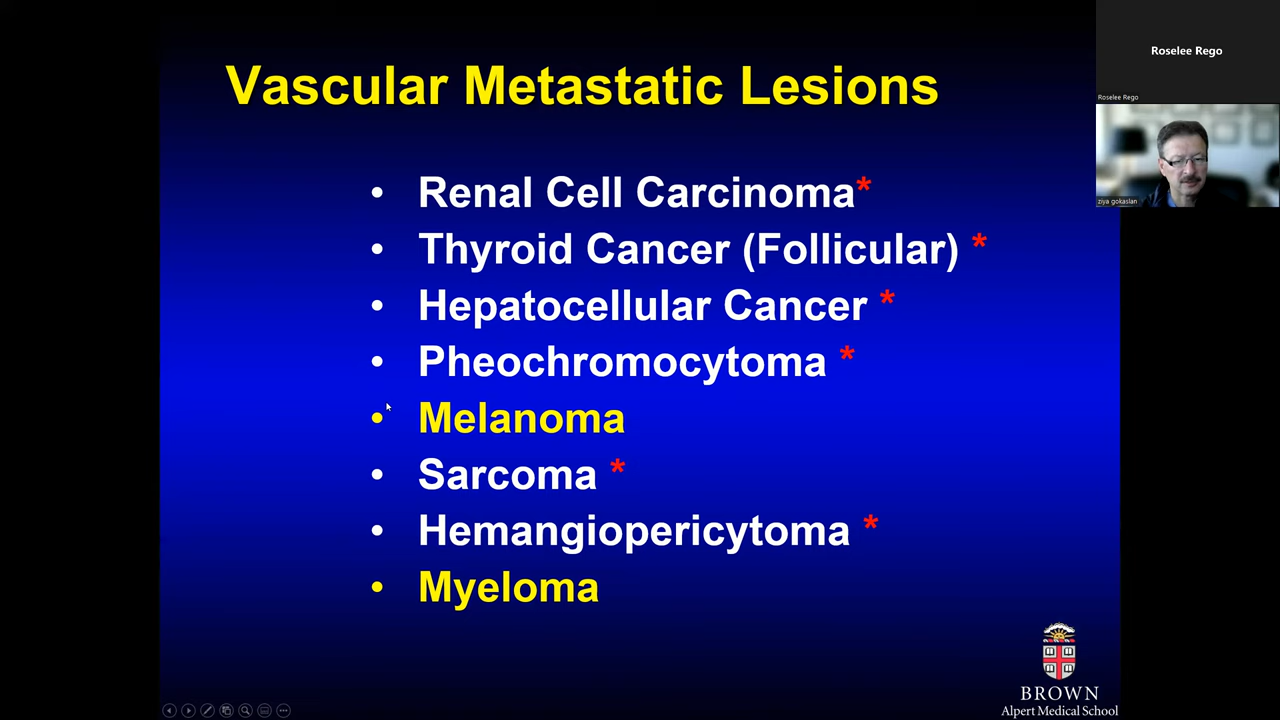 Vascular Metastatic Lesions
• Renal Cell Carcinoma*
• Thyroid Cancer (Follicular) *
• Hepatocellular Cancer *
• Pheochromocytoma *
• Melanoma
• Sarcoma *
• Hemangiopericytoma *
• Myeloma
BROWN
Alpert Medical School
Roselee Rego
Roselee Rego
ziya gokaslan